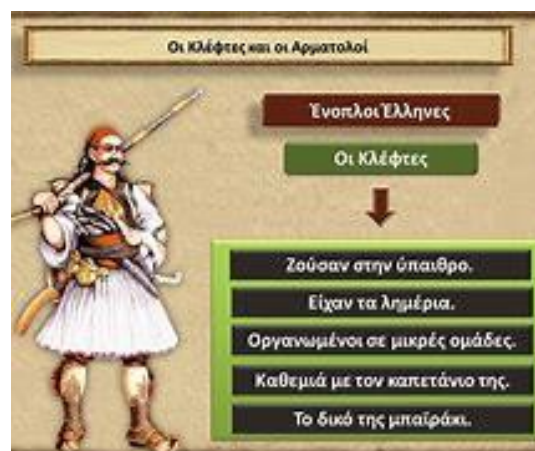 Οι Κλέφτες και οι Αρματολοί
Ένοπλοι Έλληνες
Οι Κλέφτες
Ζούσαν στην ύπαιθρο.
Είχαν τα λημέρια.
Οργανωμένοι σε μικρές ομάδες.
Καθεμιά με τον καπετάνιο της.
Το δικό της μπαϊράκι.